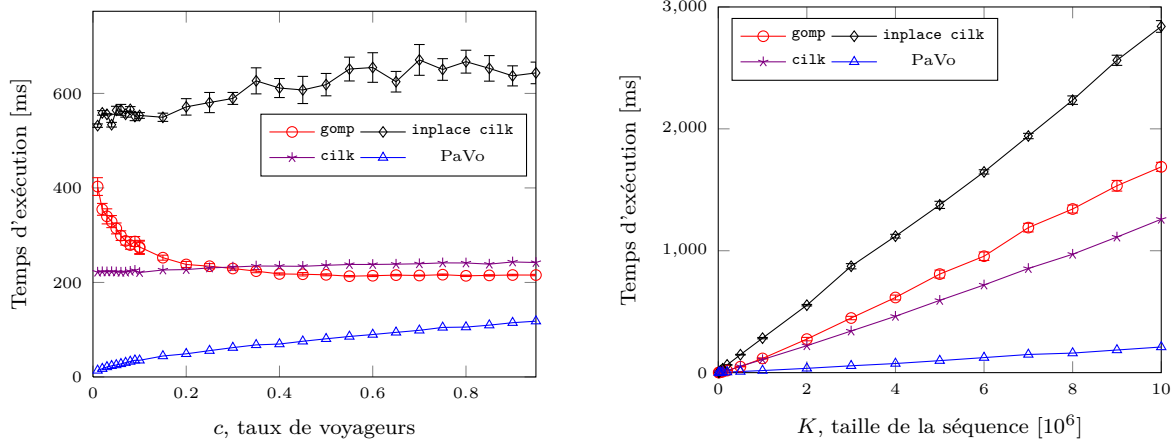 Temps d'exécution [ms]
600
400
200
0
gomp
inplace cilk
cilk
PaVo
0
0.2
0.4
0.6
0.8
c, taux de voyageurs
Temps d'exécution [ms]
3,000
2,000
1,000
0
gomp
inplace cilk
cilk
PaVo
0
2
4
6
8
10
K, taille de la séquence [10⁶]